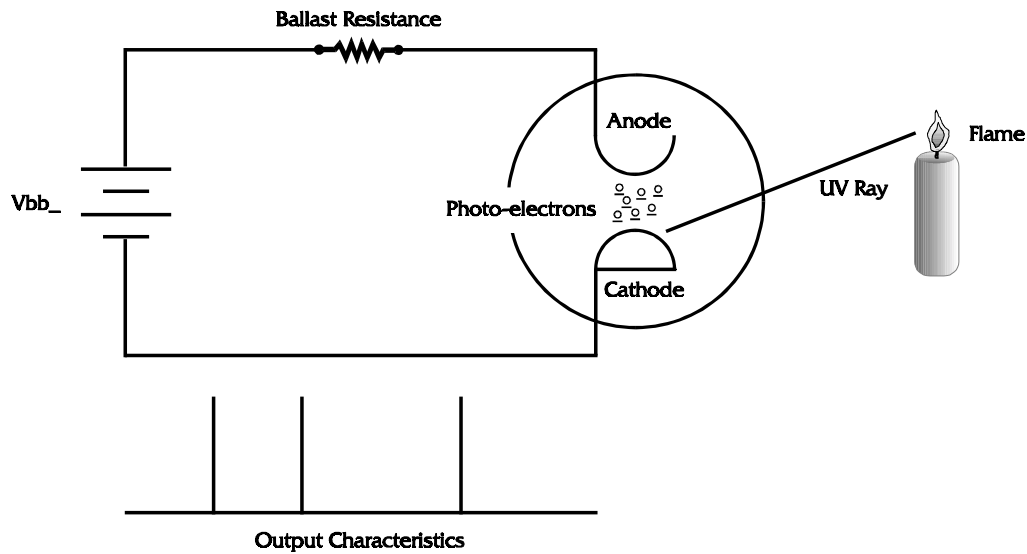 Ballast Resistance
Anode
Flame
UV Ray
Vbb_
Photo-electrons
Cathode
Output Characteristics